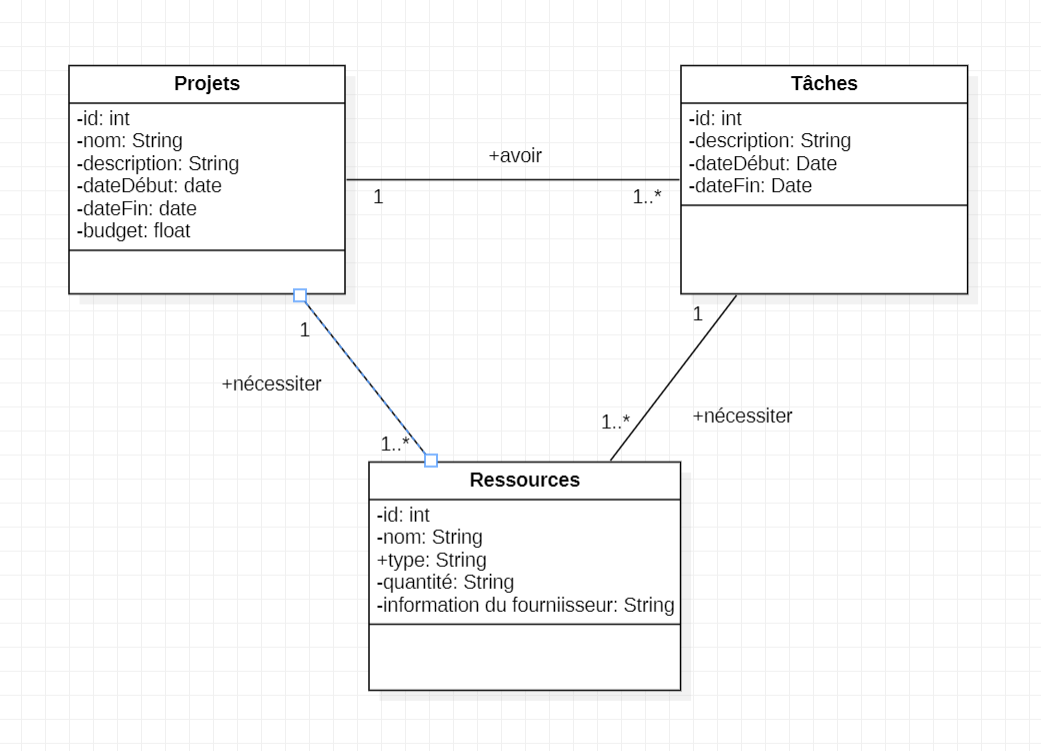 Projets
-id: int
-nom: String
-description: String
-dateDébut: date
-dateFin: date
-budget: float
+avoir
1
1..*
Tâches
-id: int
-description: String
-dateDébut: Date
-dateFin: Date
1
+nécessiter
1..*
1
1..*
+nécessiter
Ressources
-id: int
-nom: String
+type: String
-quantité: String
-information du fourniisseur: String